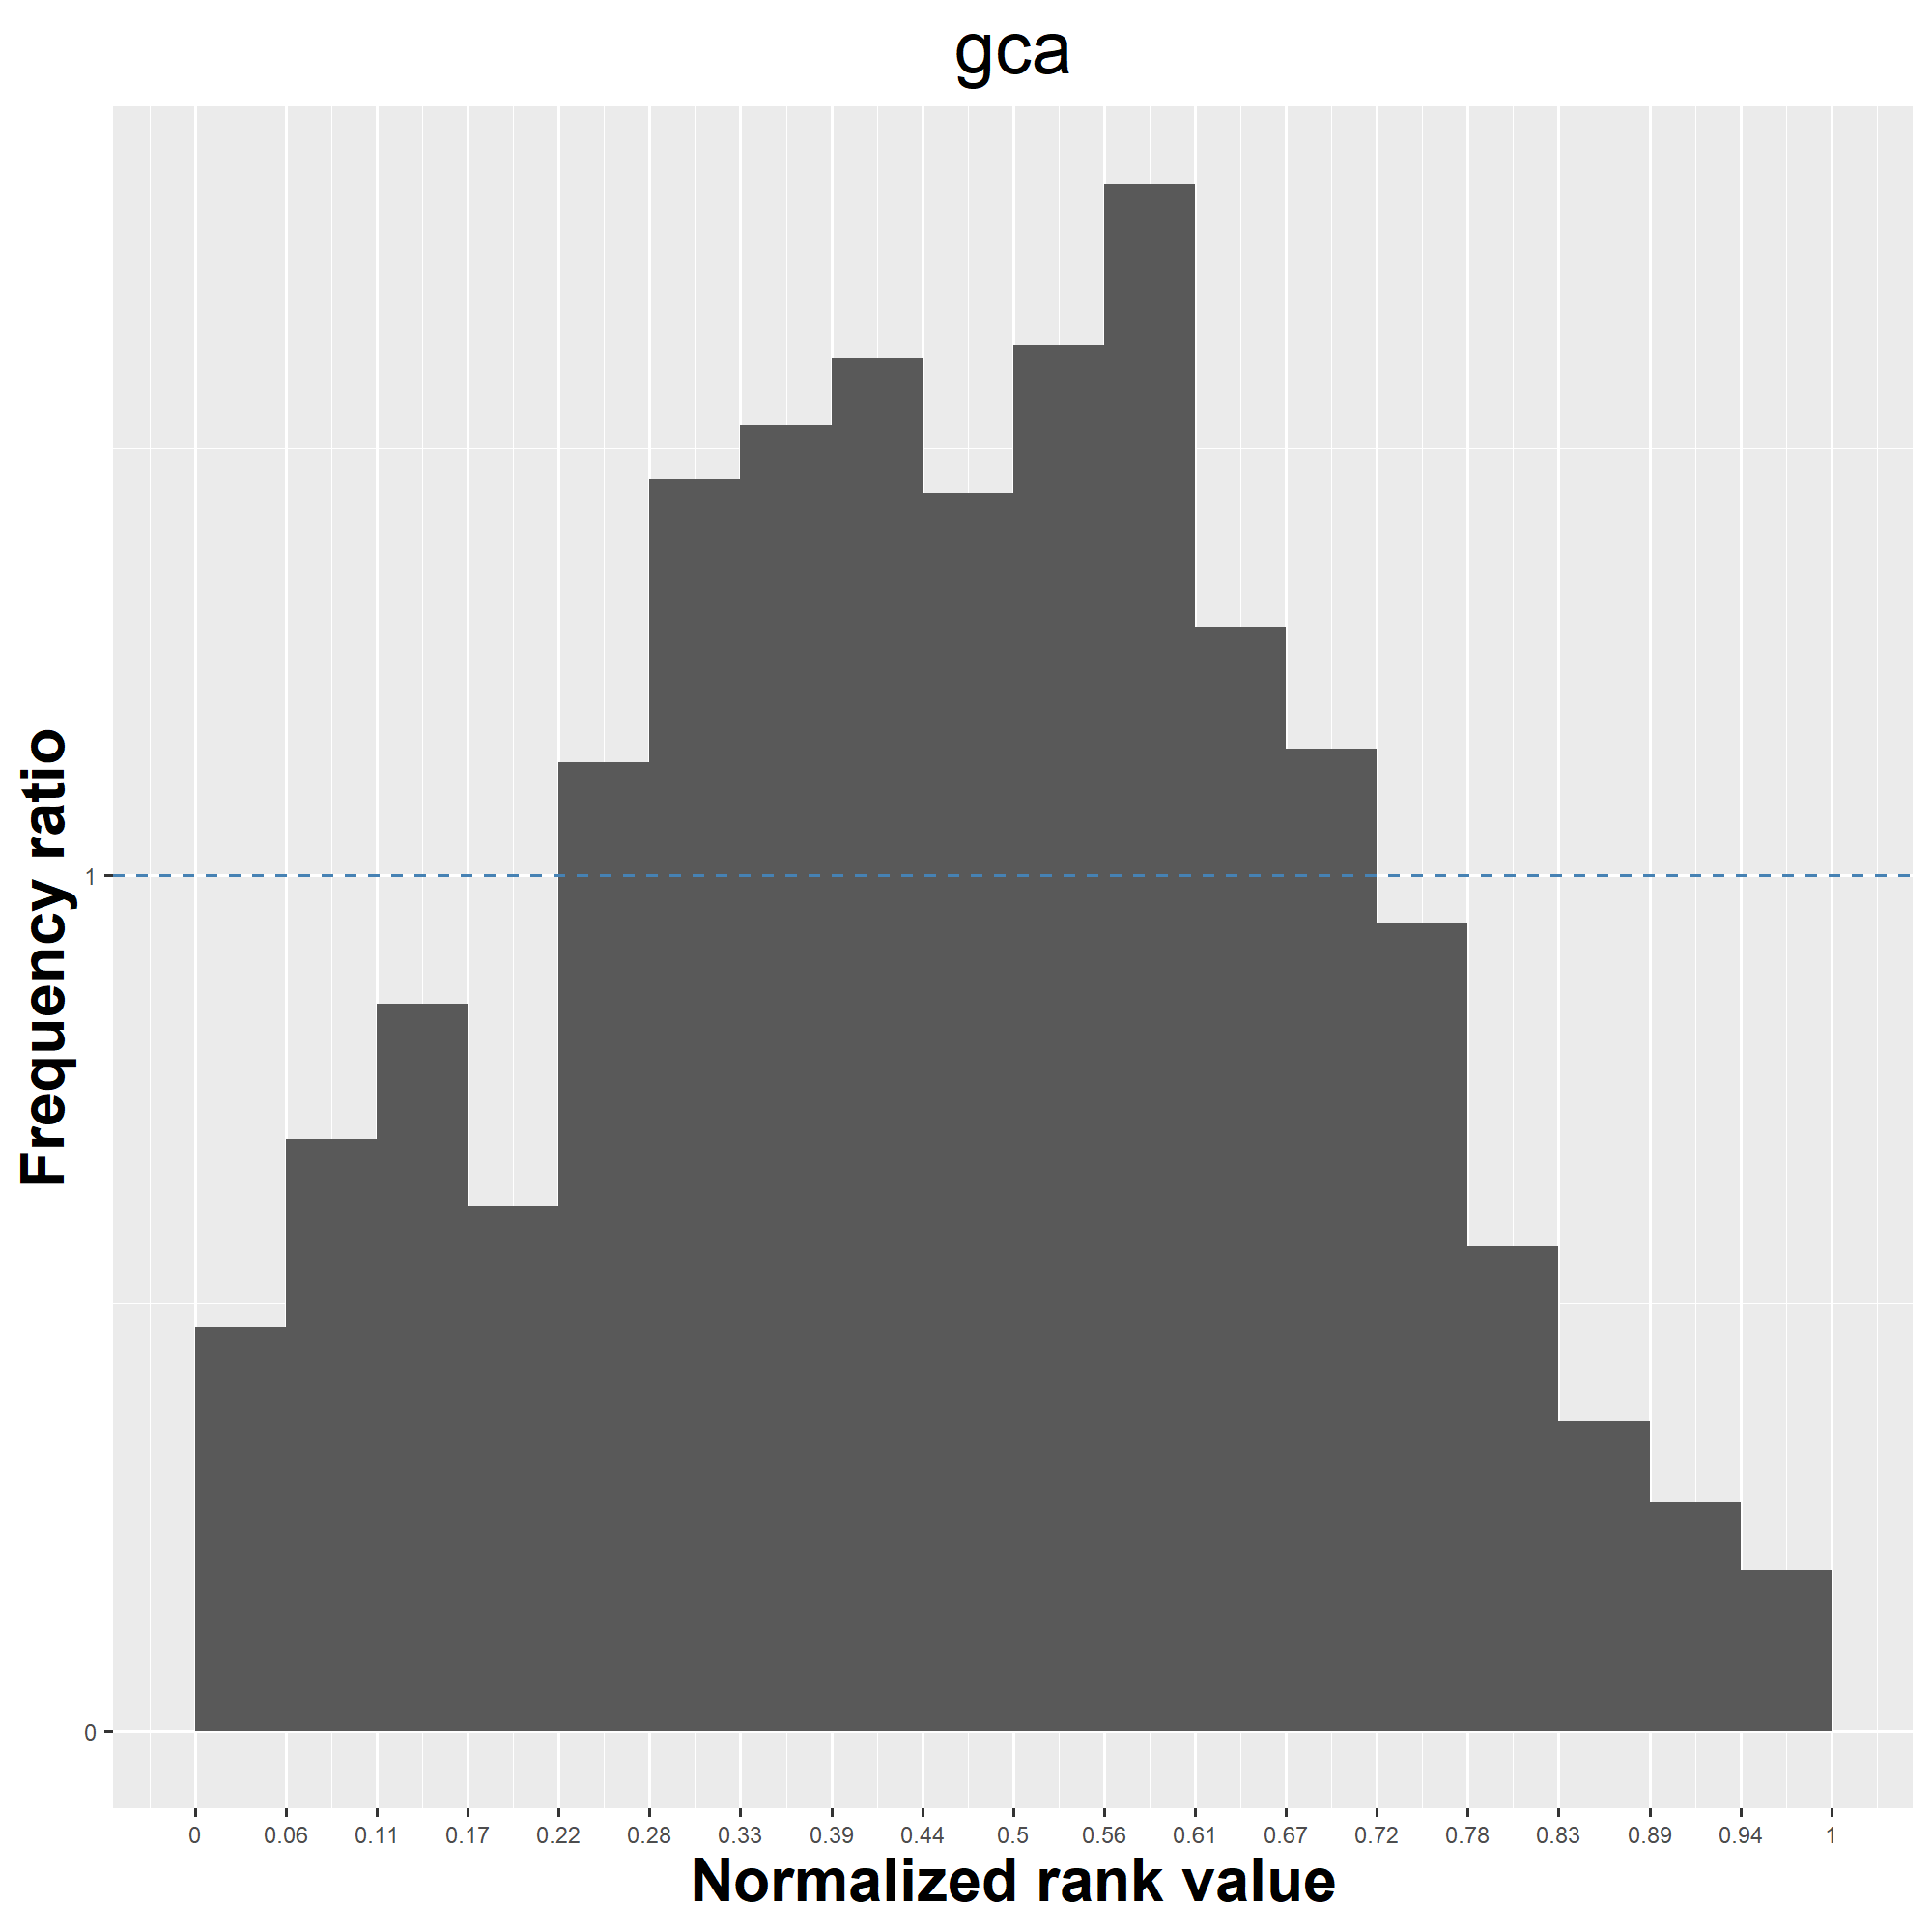 gca
Frequency ratio
1
0
0 0.06 0.11 0.17 0.22 0.28 0.33 0.39 0.44 0.5 0.56 0.61 0.67 0.72 0.78 0.83 0.89 0.94 1
Normalized rank value